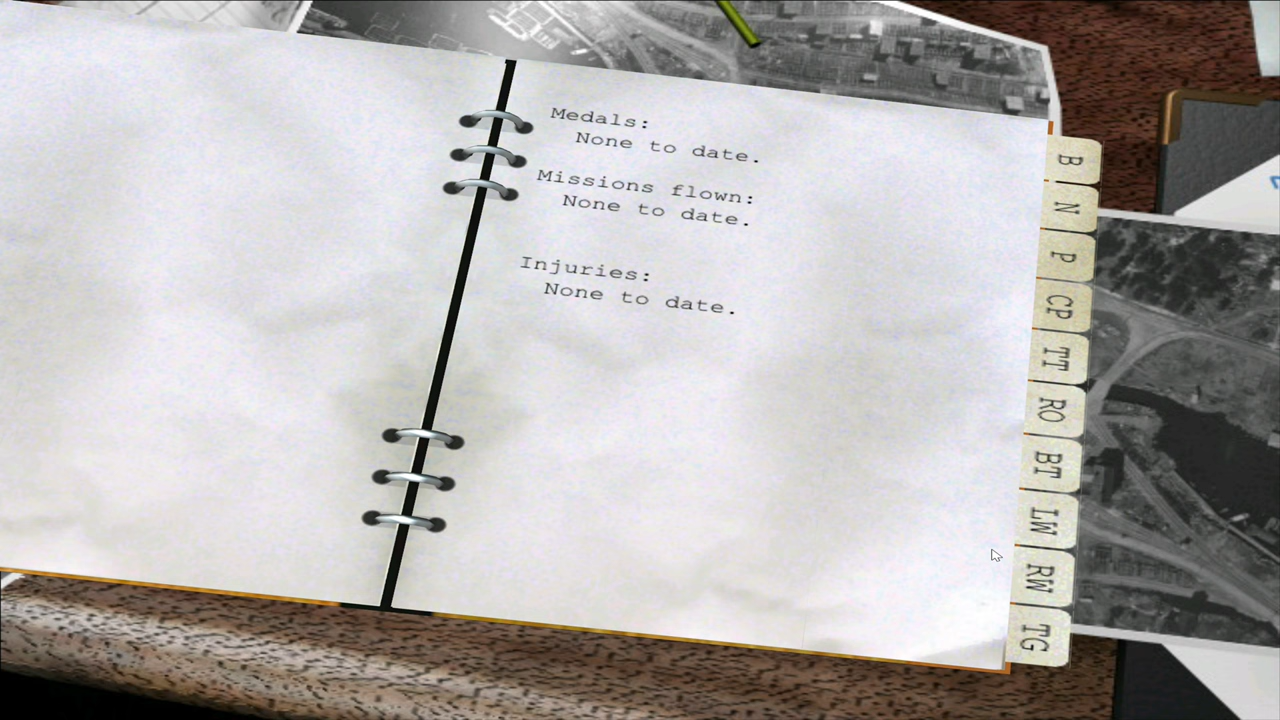 Medals:
None to date.
Missions flown:
None to date.
Injuries:
None to date.
B
N
P
CP
TT
RO
BT
LW
RW
TG